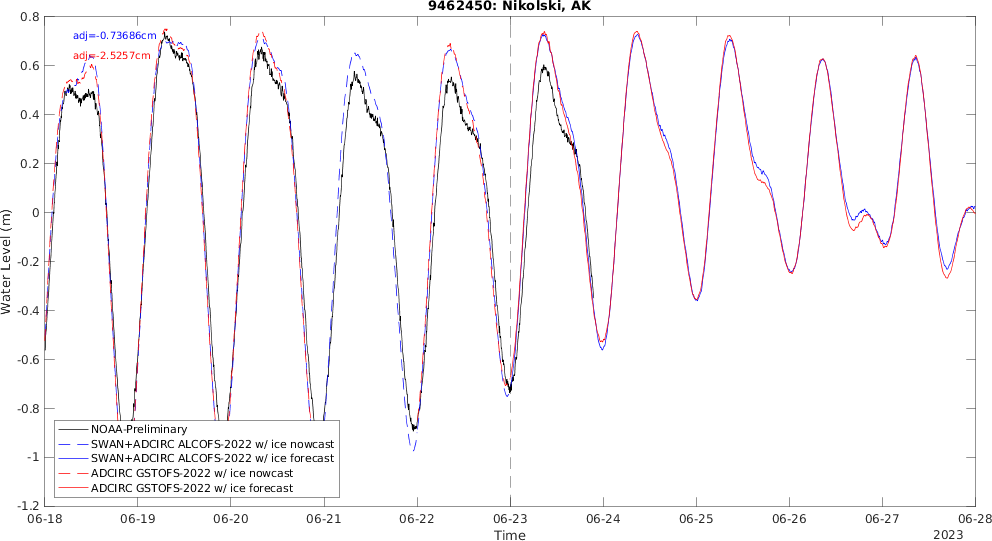 9462450: Nikolski, AK
adj=-0.73686cm
adj=-2.5257cm
Water Level (m)
0.8
0.6
0.4
0.2
0
-0.2
-0.4
-0.6
-0.8
-1
-1.2
NOAA-Preliminary
SWAN+ADCIRC ALCOFS-2022 w/ ice nowcast
SWAN+ADCIRC ALCOFS-2022 w/ ice forecast
ADCIRC GSTOFS-2022 w/ ice nowcast
ADCIRC GSTOFS-2022 w/ ice forecast
06-18 06-19 06-20 06-21 06-22 06-23 06-24 06-25 06-26 06-27 06-28
Time
2023